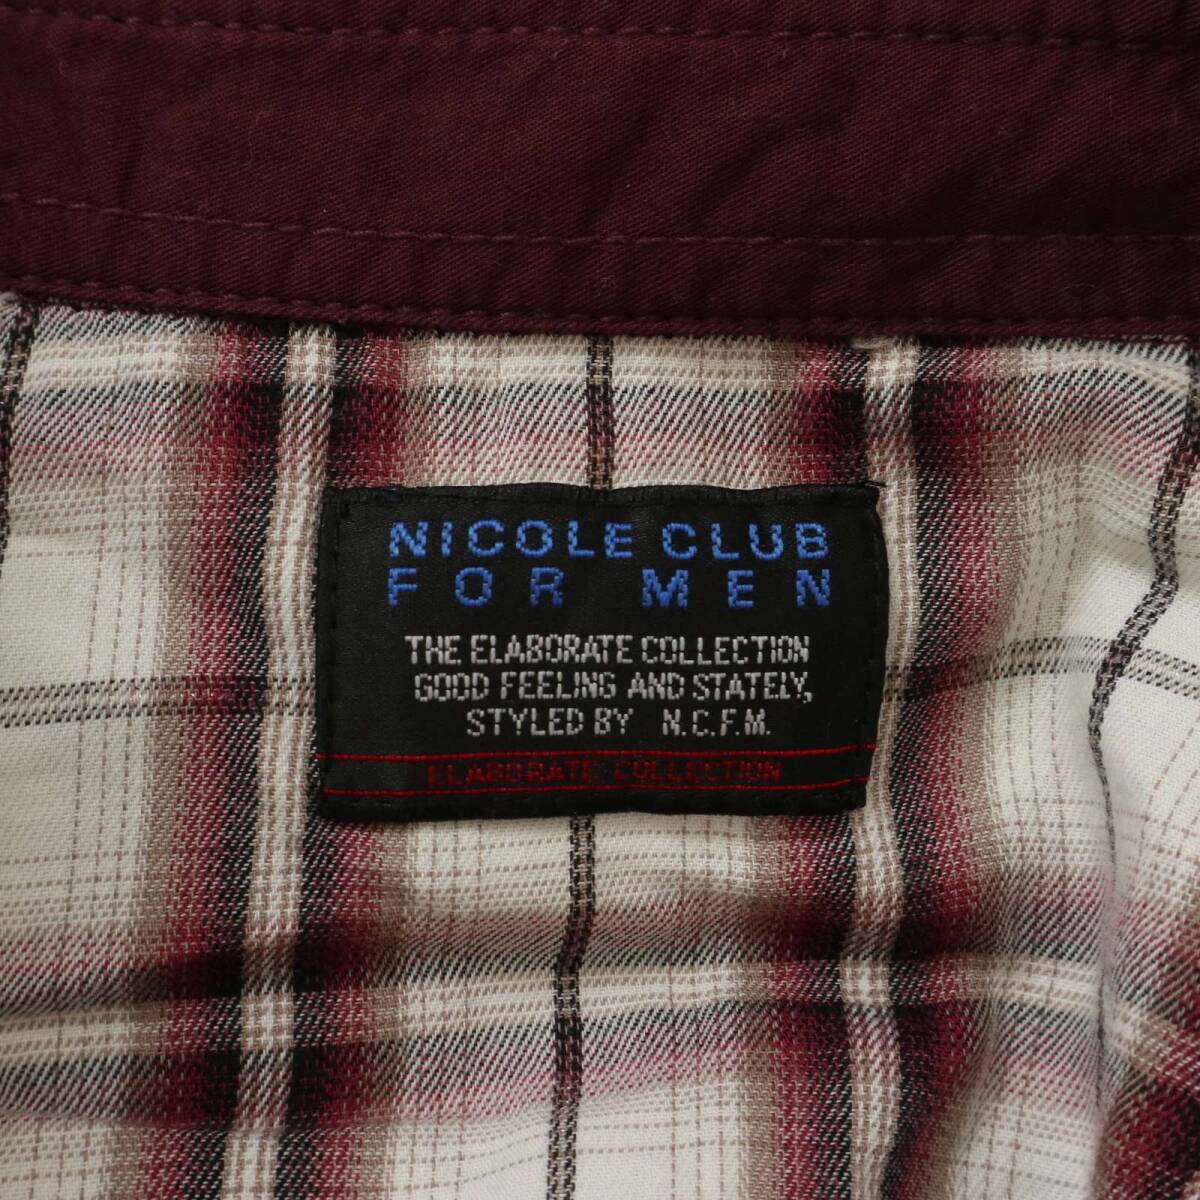 NICOLE CLUB
FOR MEN
THE ELABORATE COLLECTION
GOOD FEELING AND STATELY,
STYLED BY N.C.F.M.
ELABORATE COLLECTION